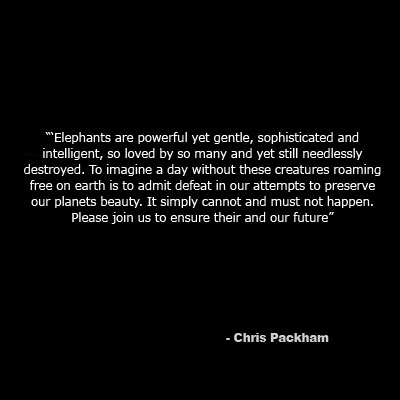 “‘Elephants are powerful yet gentle, sophisticated and
intelligent, so loved by so many and yet still needlessly
destroyed. To imagine a day without these creatures roaming
free on earth is to admit defeat in our attempts to preserve
our planets beauty. It simply cannot and must not happen.
Please join us to ensure their and our future”
- Chris Packham